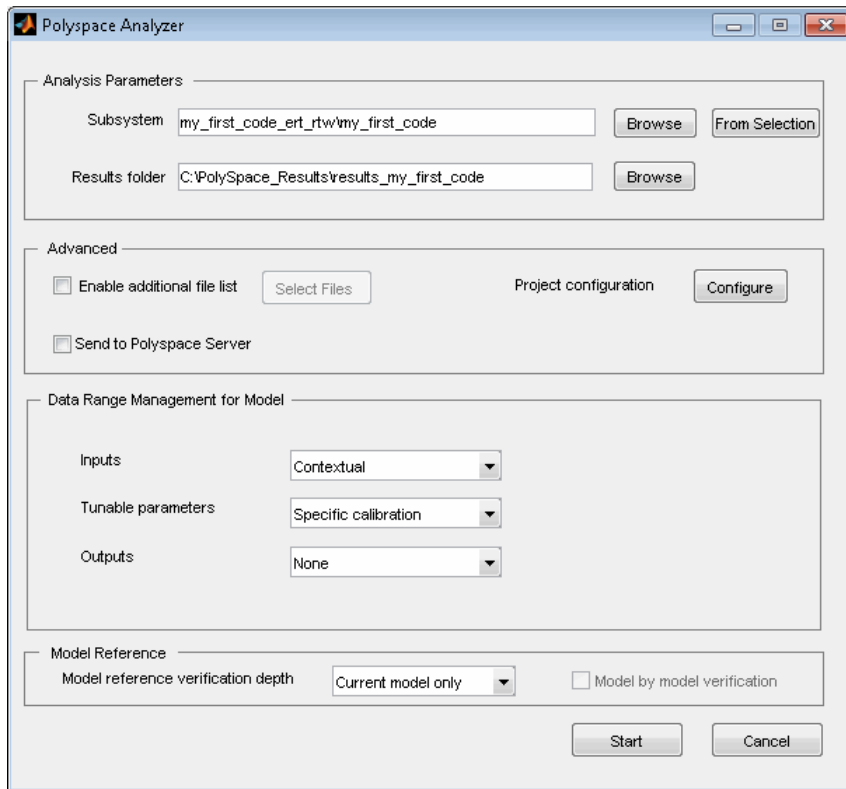 Polyspace Analyzer
Analysis Parameters
Subsystem my_first_code_ert_rtw\my_first_code Browse From Selection
Results folder C:\PolySpace_Results\results_my_first_code Browse
Advanced
Enable additional file list Select Files Project configuration Configure
Send to Polyspace Server
Data Range Management for Model
Inputs Contextual
Tunable parameters Specific calibration
Outputs None
Model Reference
Model reference verification depth Current model only Model by model verification
Start Cancel